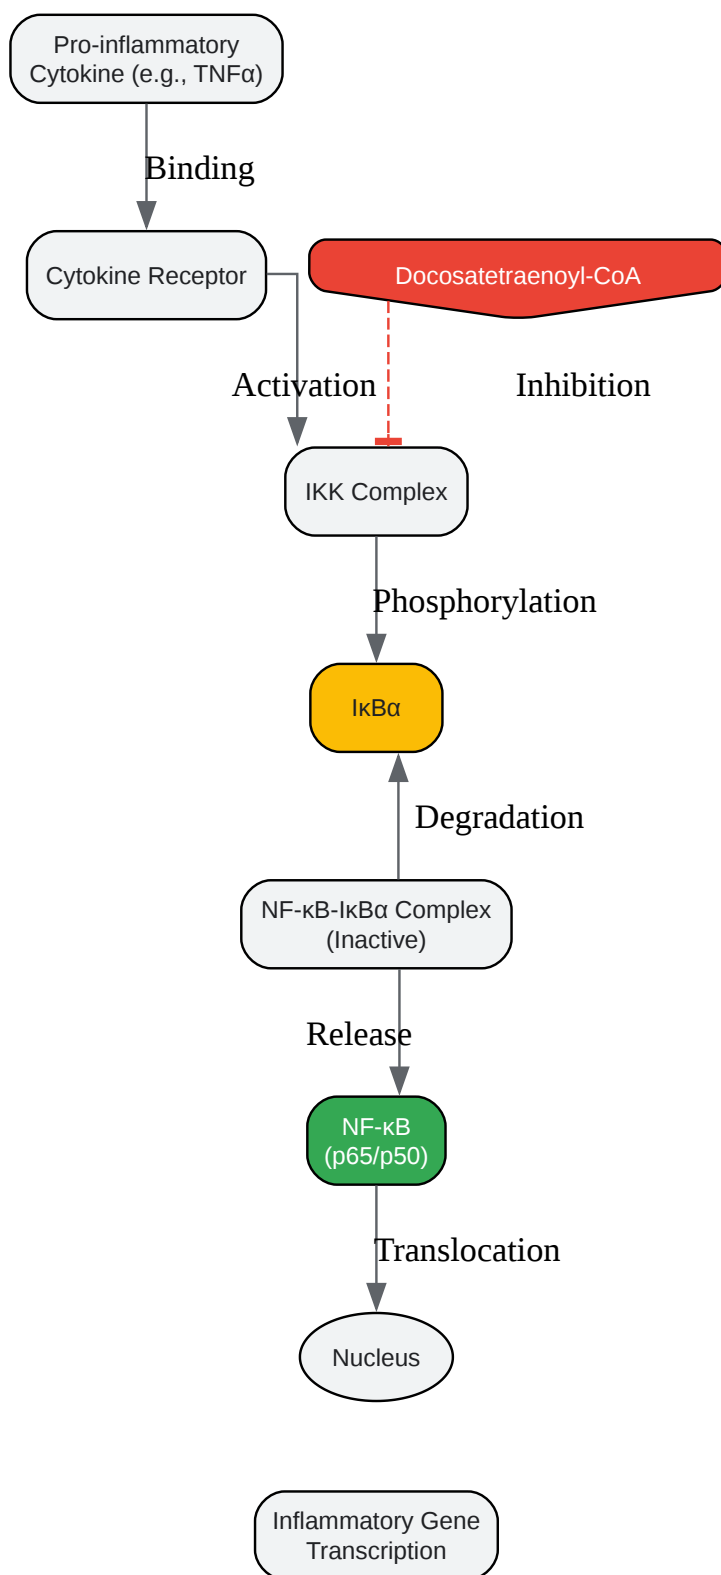 Pro-inflammatory
Cytokine (e.g., TNFα)
Binding
Cytokine Receptor
Docosatetraenoyl-CoA
Activation
Inhibition
IKK Complex
Phosphorylation
IκBα
Degradation
NF-κB-IκBα Complex
(Inactive)
Release
NF-κB
(p65/p50)
Translocation
Nucleus
Inflammatory Gene
Transcription